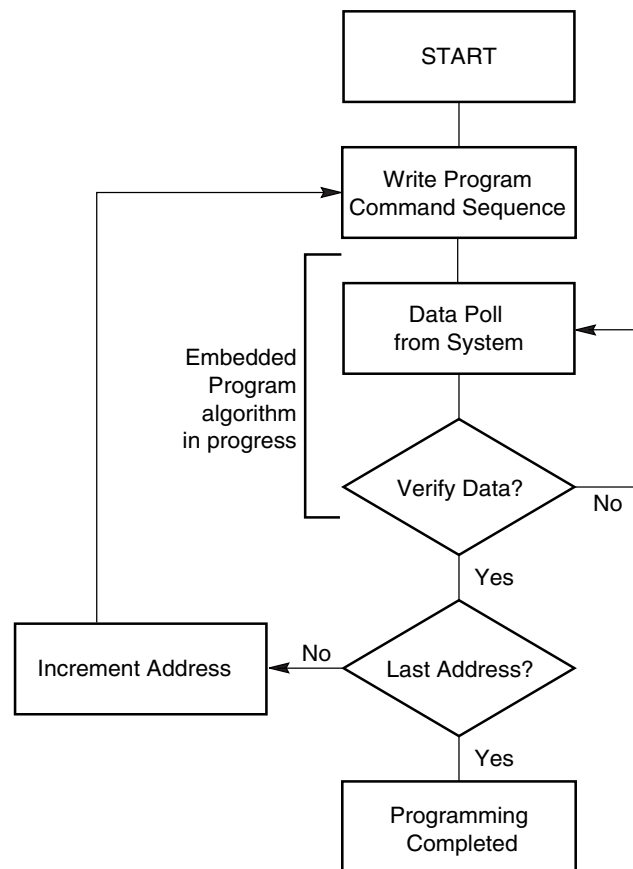 START
Write Program
Command Sequence
Data Poll
from System
Embedded
Program
algorithm
in progress
Verify Data?
No
Yes
Increment Address
No
Last Address?
Yes
Programming
Completed